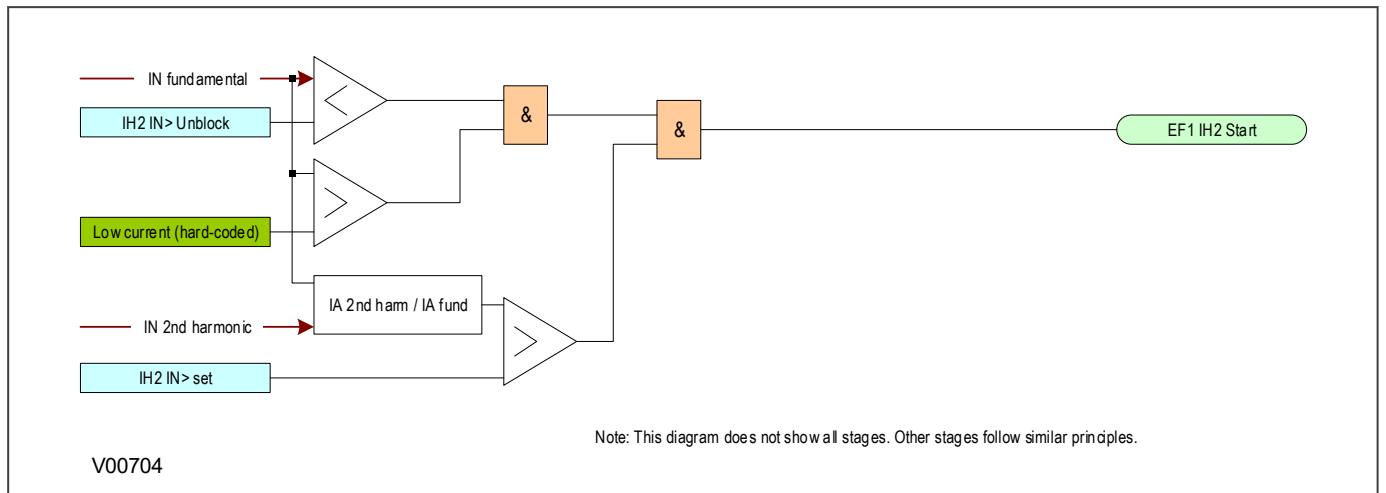 IN fundamental
IH2 IN> Unblock
&
&
EF1 IH2 Start
Low current (hard-coded)
IA 2nd harm / IA fund
IN 2nd harmonic
IH2 IN> set
Note: This diagram does not show all stages. Other stages follow similar principles.
V00704